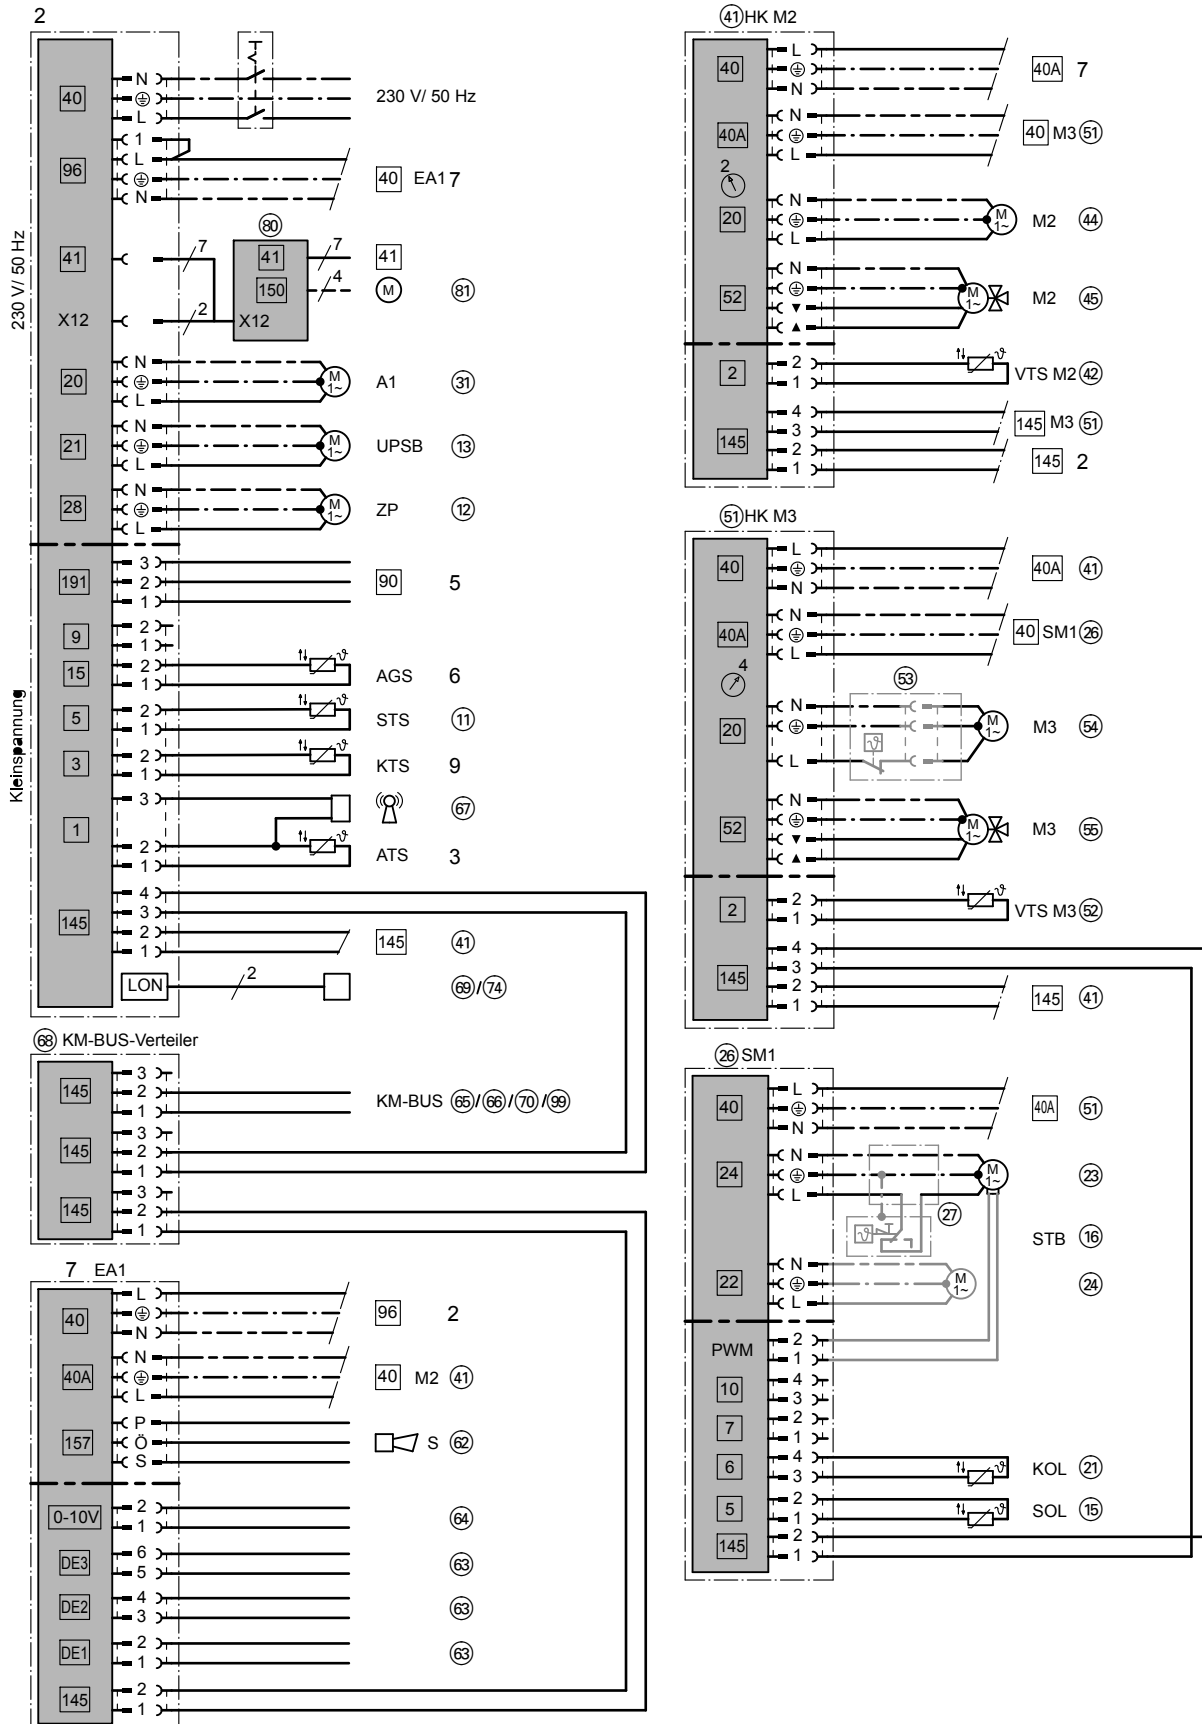 2
230 V/ 50 Hz
40 N
L
230 V/ 50 Hz
96 1
L
N
40 EA1 7
80
41 7 41 7 41
150 4 M 81
X12 2 X12
20 N
L
M 1~ A1 31
21 N
L
M 1~ UPSB 13
28 N
L
M 1~ ZP 12
Kleinspannung
191 3
2
1
90 5
9 2
1
15 2
1
ϑ AGS 6
5 2
1
ϑ STS 11
3 2
1
ϑ KTS 9
1 3
67
2
1
ϑ ATS 3
145 4
3
2
1
145 41
LON 2 69/74
68 KM-BUS-Verteiler
145 3
2
1
KM-BUS 65/66/70/99
145 3
2
1
145 3
2
1
7 EA1
40 L
N
96 2
40A N
L
40 M2 41
157 P
Ö
S
S 62
0-10V 2
1
64
DE3 6
5
63
DE2 4
3
63
DE1 2
1
63
145 2
1
41 HK M2
40 L
N
40A 7
40A N
L
40 M3 51
2
20 N
L
M 1~ M2 44
52 N
M 1~ M2 45
2 2
1
ϑ VTS M2 42
145 4
3
2
1
145 M3 51
145 2
51 HK M3
40 L
N
40A 41
40A N
L
40 SM1 26
4
53
20 N
L
ϑ
M 1~ M3 54
52 N
M 1~ M3 55
2 2
1
ϑ VTS M3 52
145 4
3
2
1
145 41
26 SM1
40 L
N
40A 51
24 N
L
M 1~ 23
27
ϑ
STB 16
22 N
L
M 1~ 24
PWM 2
1
10 4
3
7 2
1
6 4
3
ϑ KOL 21
5 2
1
ϑ SOL 15
145 2
1